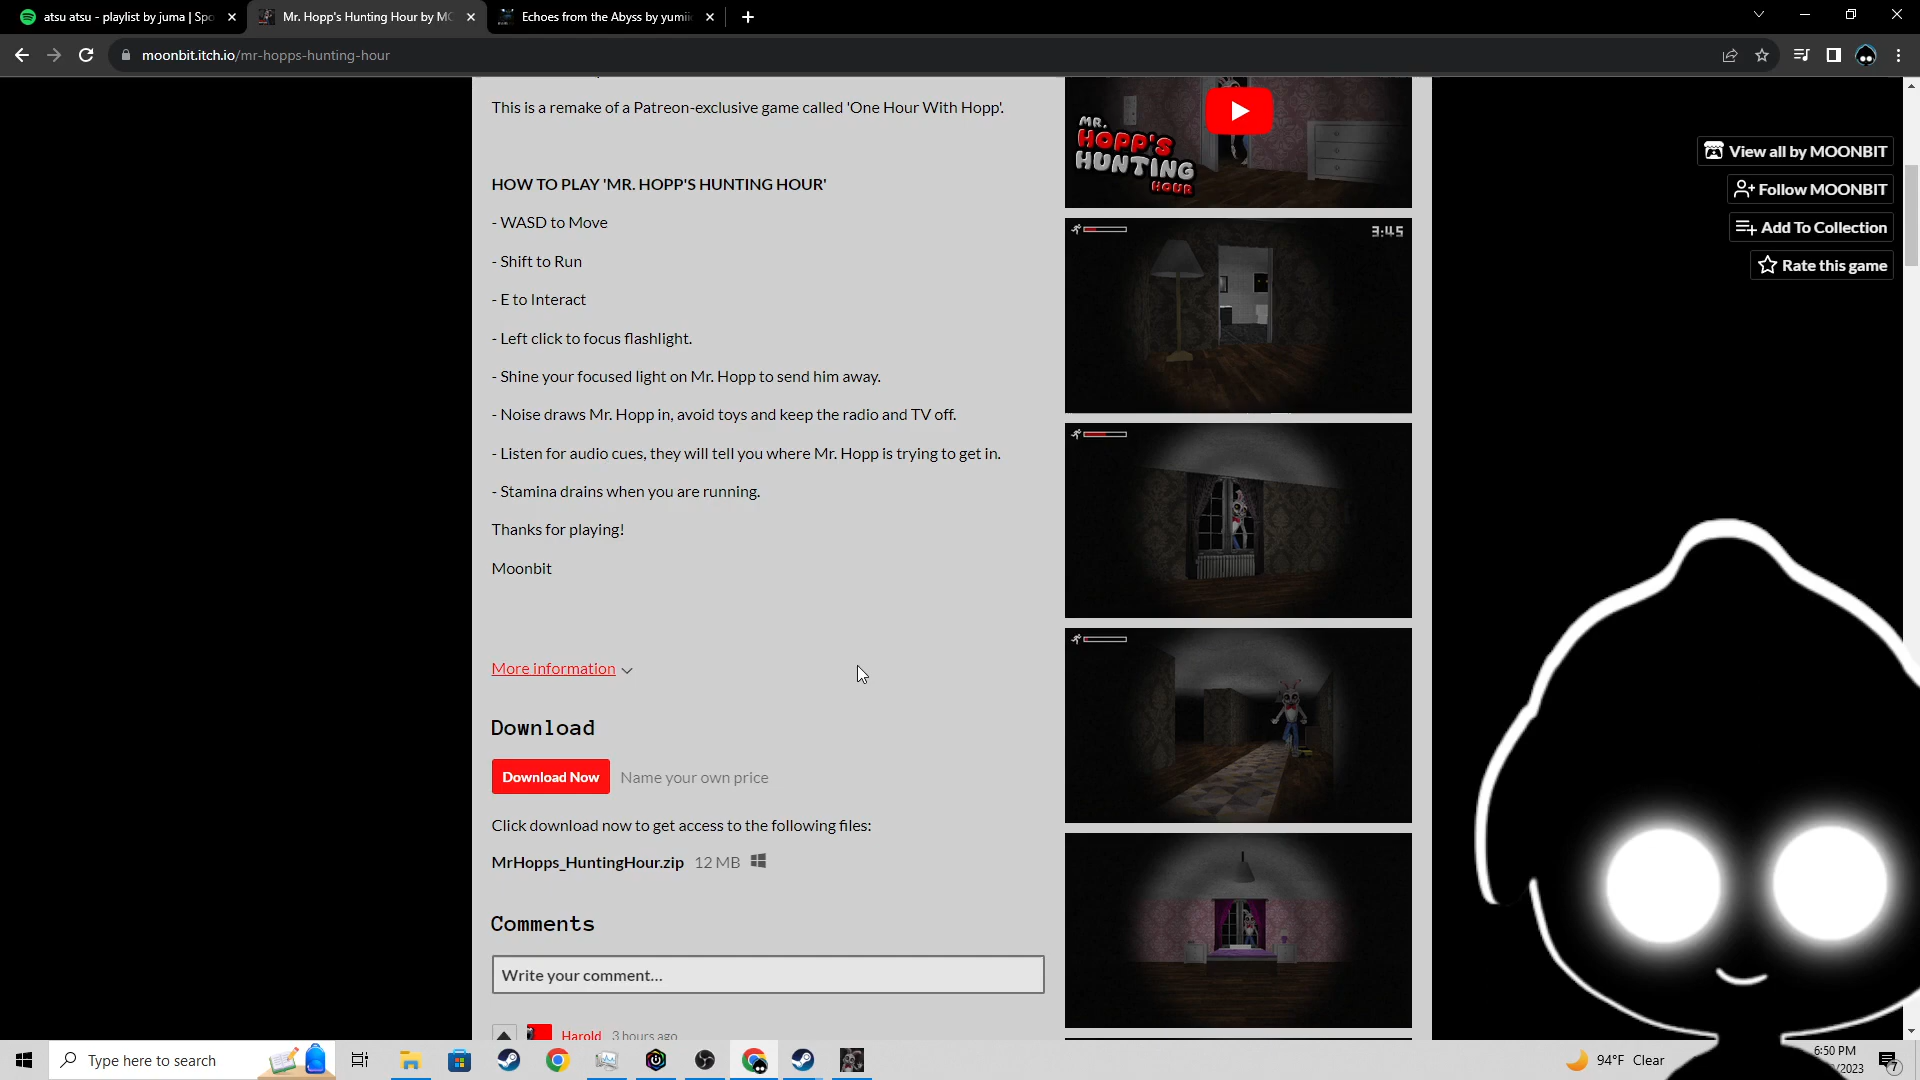 atsu atsu - playlist by juma | Spo
Mr. Hopp's Hunting Hour by MO
Echoes from the Abyss by yumi
moonbit.itch.io/mr-hopps-hunting-hour
This is a remake of a Patreon-exclusive game called 'One Hour With Hopp'.
HOW TO PLAY 'MR. HOPP'S HUNTING HOUR'
- WASD to Move
- Shift to Run
- E to Interact
- Left click to focus flashlight.
- Shine your focused light on Mr. Hopp to send him away.
- Noise draws Mr. Hopp in, avoid toys and keep the radio and TV off.
- Listen for audio cues, they will tell you where Mr. Hopp is trying to get in.
- Stamina drains when you are running.
Thanks for playing!
Moonbit
More information
Download
Download Now Name your own price
Click download now to get access to the following files:
MrHopps_HuntingHour.zip 12 MB
Comments
Write your comment...
Harold 3 hours ago
MR.
HOPP'S
HUNTING
HOUR
3:45
View all by MOONBIT
Follow MOONBIT
Add To Collection
Rate this game
Type here to search
94°F Clear
6:50 PM
/2023
7